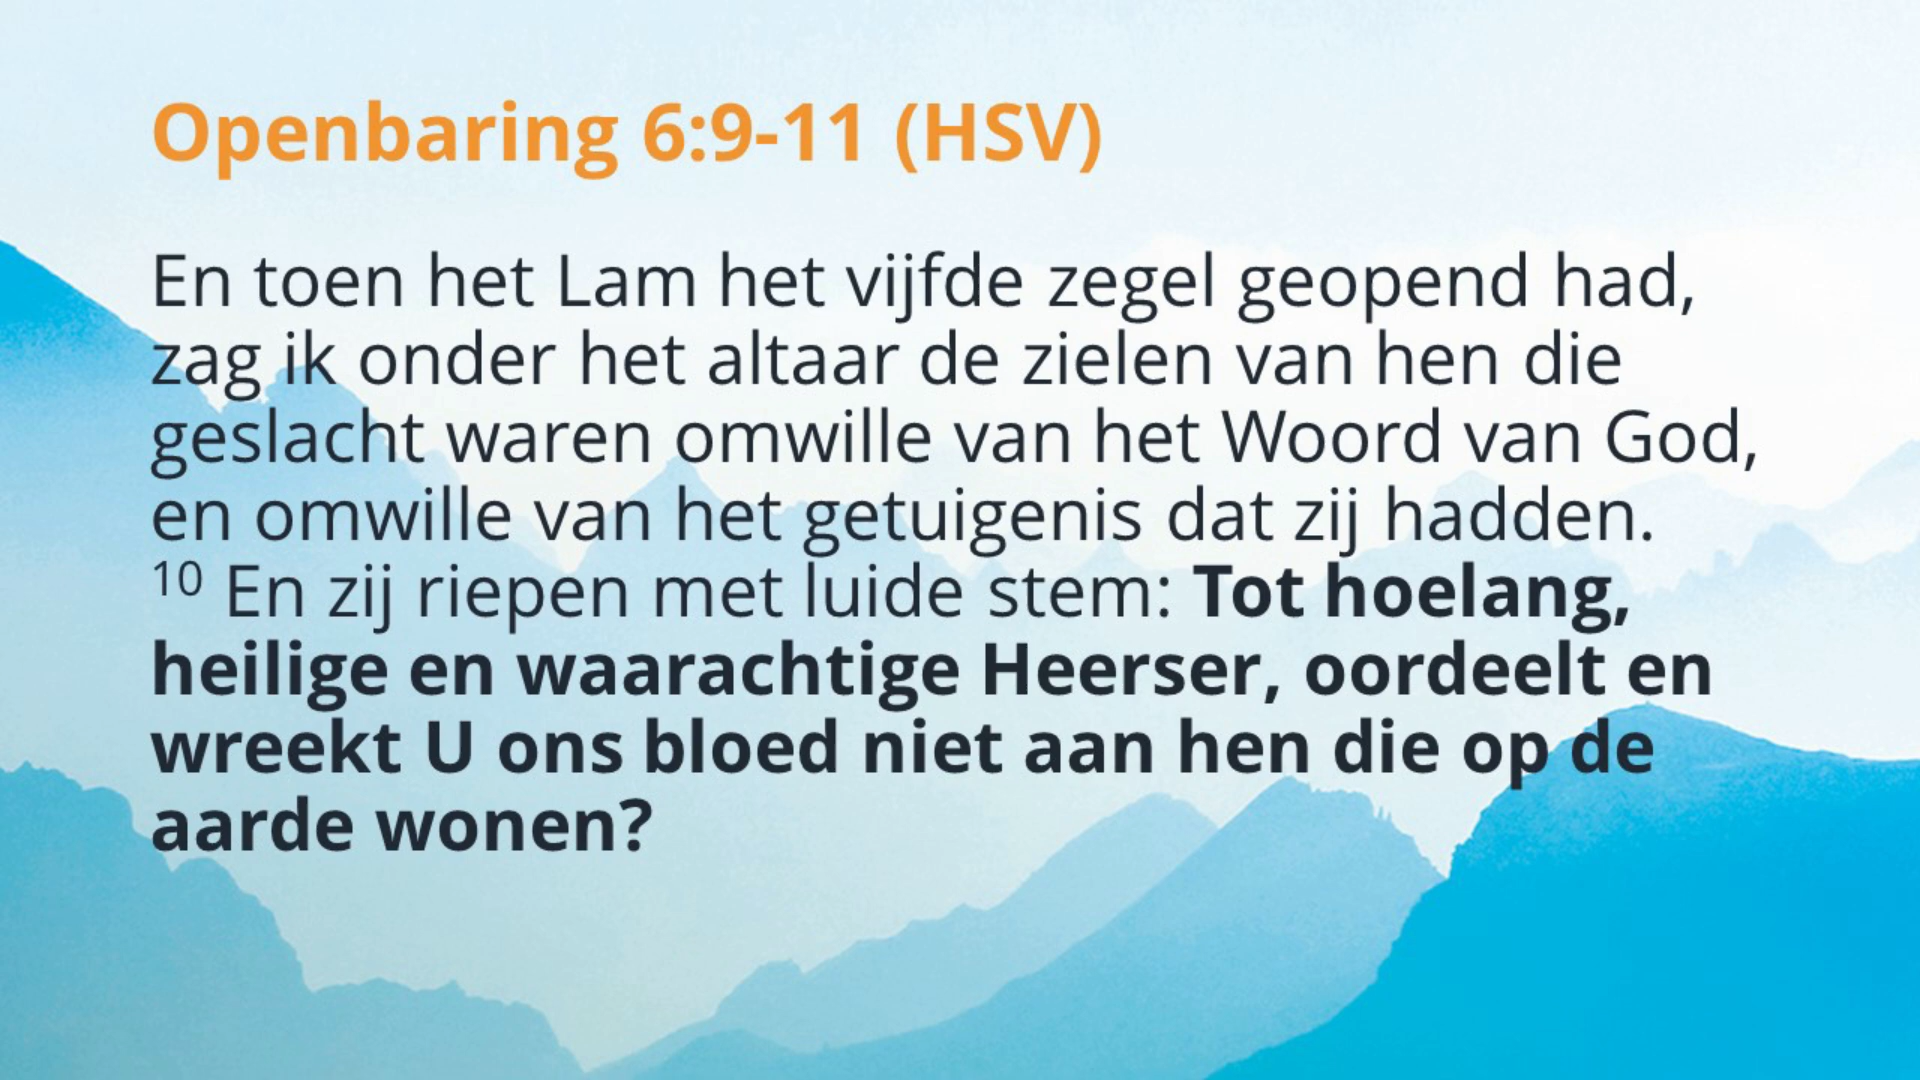 Openbaring 6:9-11 (HSV)
En toen het Lam het vijfde zegel geopend had,
zag ik onder het altaar de zielen van hen die
geslacht waren omwille van het Woord van God,
en omwille van het getuigenis dat zij hadden.
10 En zij riepen met luide stem: Tot hoelang,
heilige en waarachtige Heerser, oordeelt en
wreekt U ons bloed niet aan hen die op de
aarde wonen?